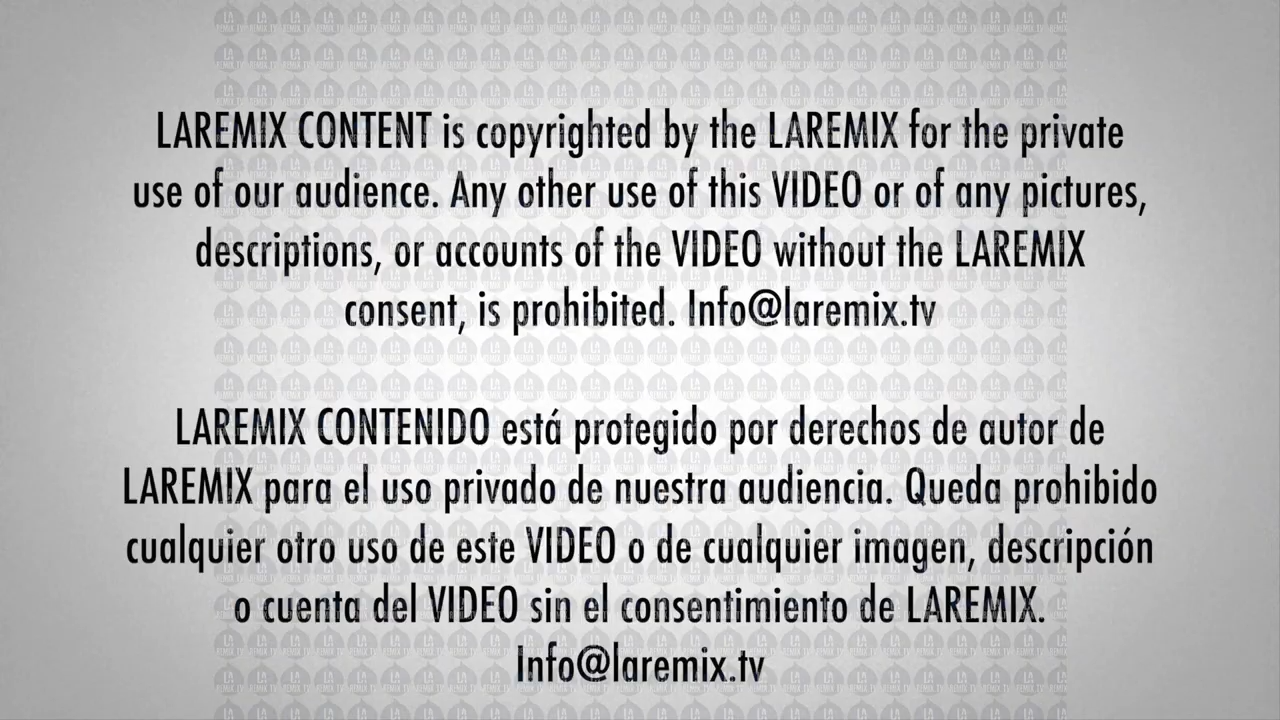 LAREMIX CONTENT is copyrighted by the LAREMIX for the private
use of our audience. Any other use of this VIDEO or of any pictures,
descriptions, or accounts of the VIDEO without the LAREMIX
consent, is prohibited. Info@laremix.tv
LAREMIX CONTENIDO está protegido por derechos de autor de
LAREMIX para el uso privado de nuestra audiencia. Queda prohibido
cualquier otro uso de este VIDEO o de cualquier imagen, descripción
o cuenta del VIDEO sin el consentimiento de LAREMIX.
Info@laremix.tv